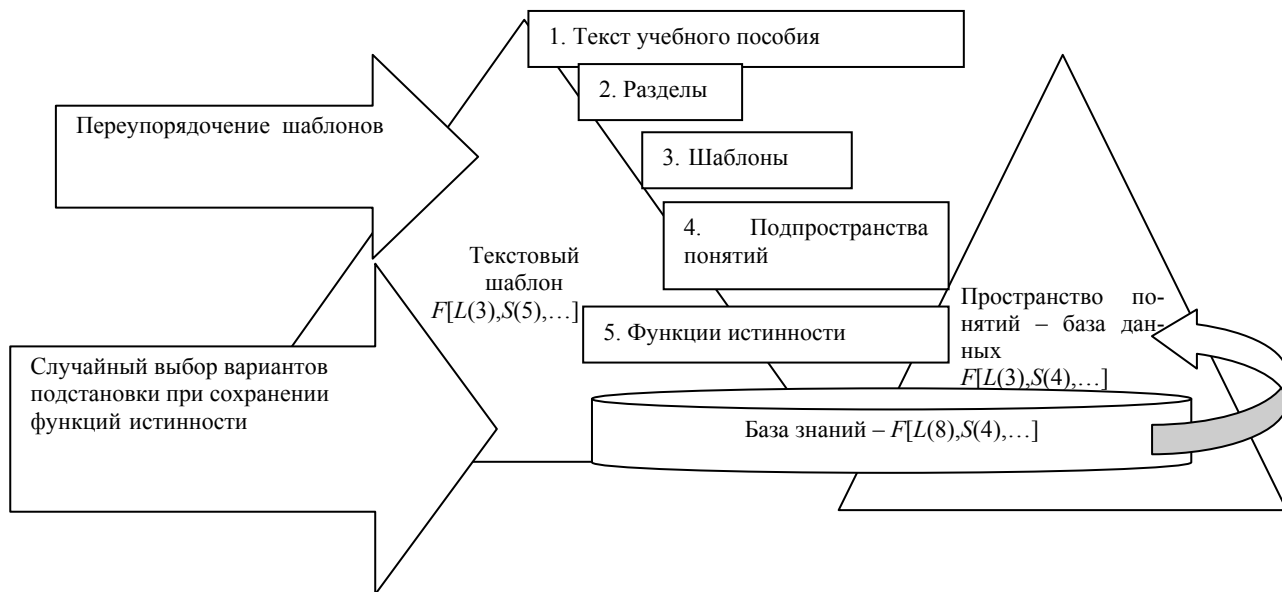 1. Текст учебного пособия
2. Разделы
Переупорядочение шаблонов
3. Шаблоны
4. Подпространства
понятий
Текстовый
шаблон
F[L(3),S(5),…]
Пространство по-
нятий – база дан-
ных
F[L(3),S(4),…]
5. Функции истинности
Случайный выбор вариантов
подстановки при сохранении
функций истинности
База знаний – F[L(8),S(4),…]